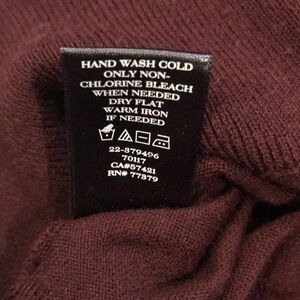 HAND WASH COLD
ONLY NON-
CHLORINE BLEACH
WHEN NEEDED
DRY FLAT
WARM IRON
IF NEEDED
22-379496
70117
CA#57421
RN# 77379